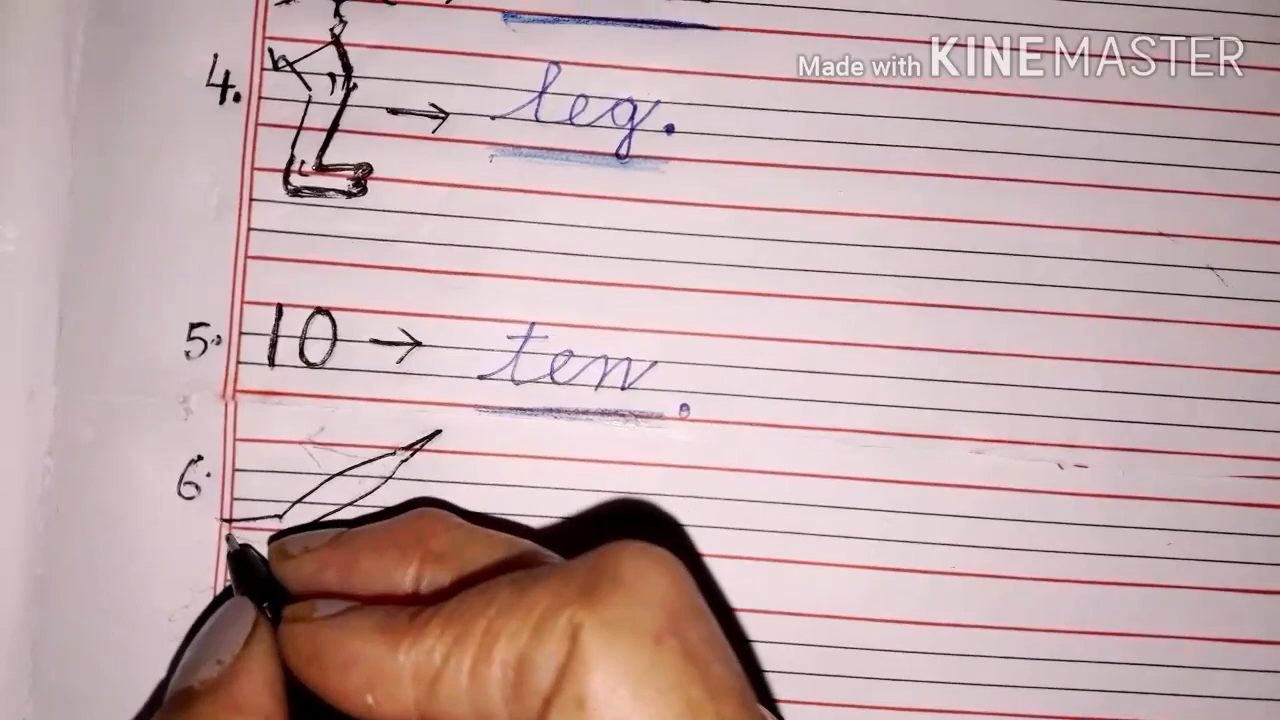 Made with KINEMASTER
4. → leg.
5. 10 → ten.
6.